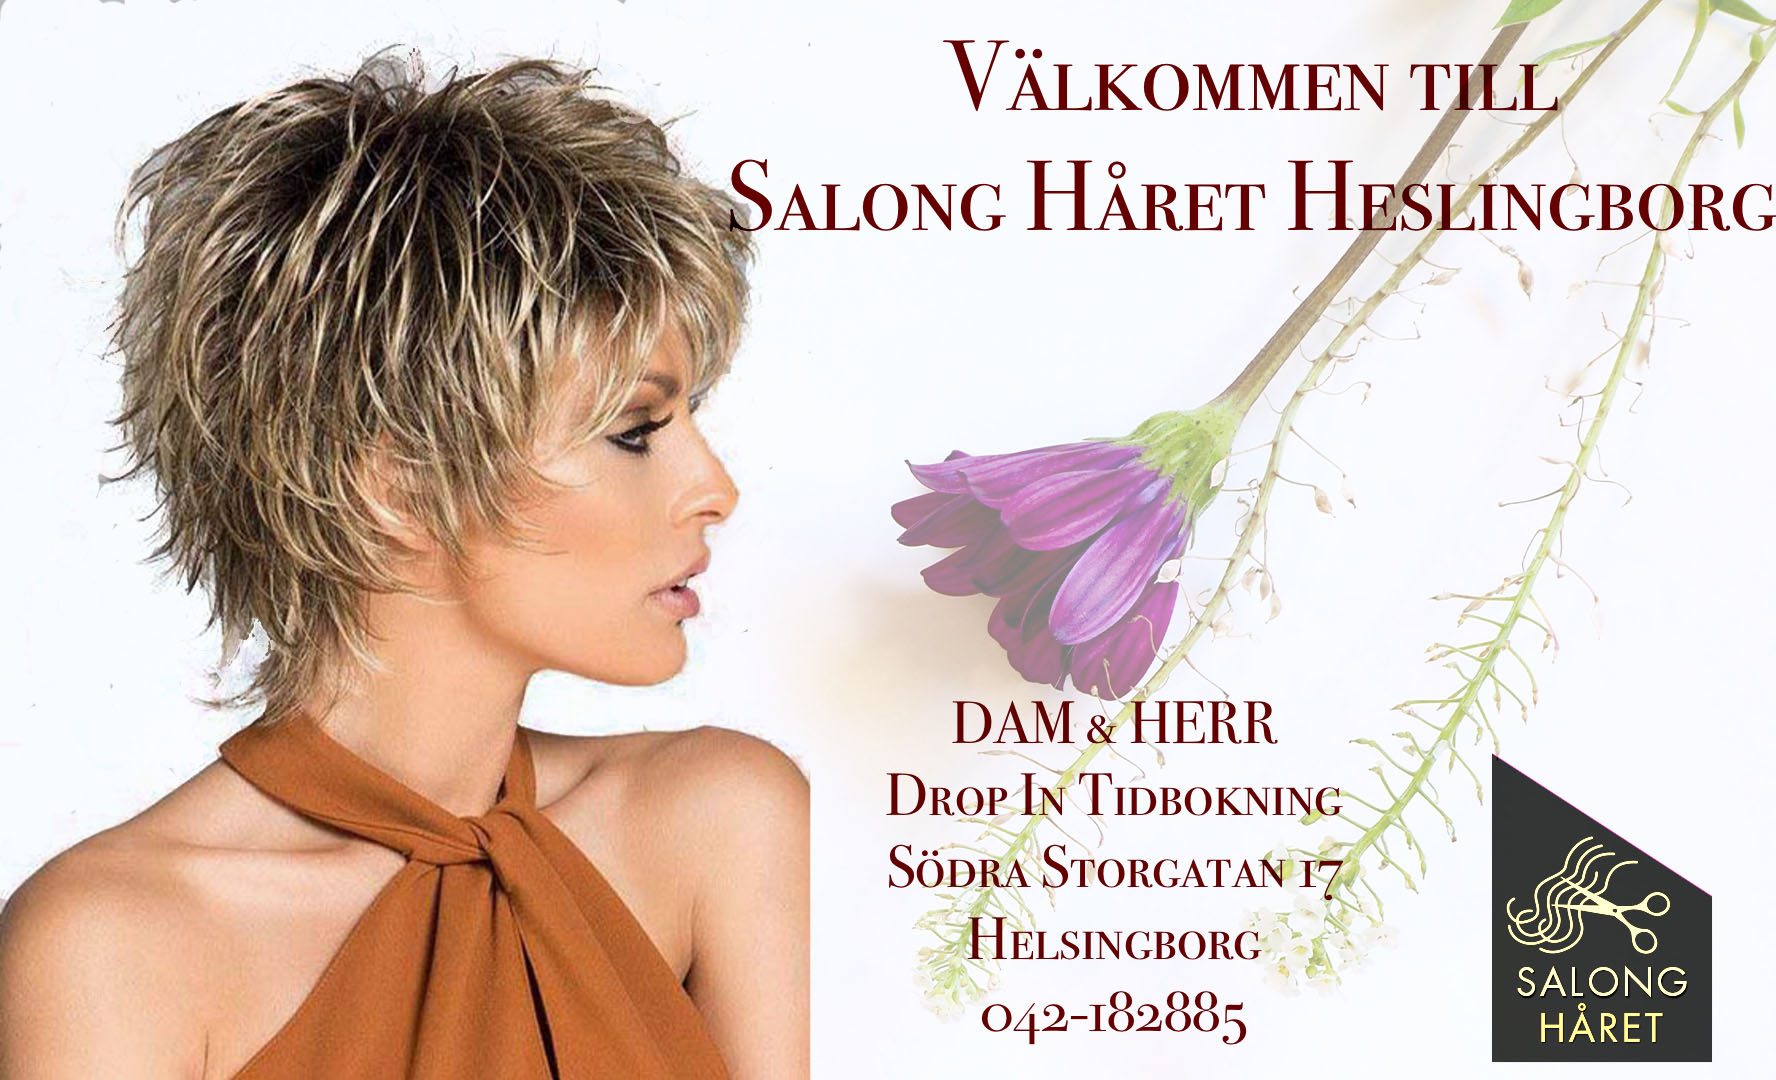 Välkommen till
Salong Håret Heslingborg
DAM & HERR
Drop In Tidbokning
Södra Storgatan 17
Helsingborg
042-182885
SALONG
HÅRET